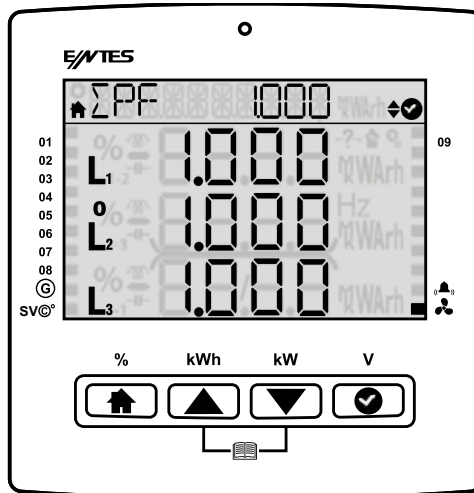 ENTES
ΣPF 1.000
01
02
03
04
05
06
07
08
G
SVC°
09
L1 1.000
L2 1.000
L3 1.000
% kWh kW V